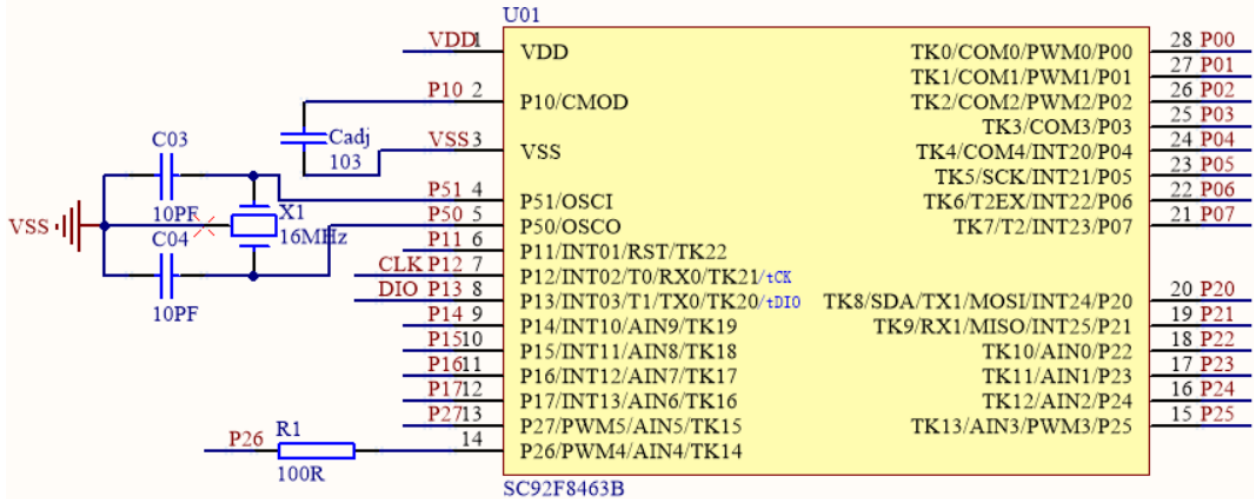 U01
VDD 1 VDD
TK0/COM0/PWM0/P00 28 P00
TK1/COM1/PWM1/P01 27 P01
P10 2 P10/CMOD
TK2/COM2/PWM2/P02 26 P02
TK3/COM3/P03 25 P03
Cadj
103
VSS 3 VSS
TK4/COM4/INT20/P04 24 P04
TK5/SCK/INT21/P05 23 P05
C03
10PF
P51 4 P51/OSCI
TK6/T2EX/INT22/P06 22 P06
VSS
X1
16MHz
P50 5 P50/OSCO
TK7/T2/INT23/P07 21 P07
C04
10PF
P11 6 P11/INT01/RST/TK22
CLK P12 7 P12/INT02/T0/RX0/TK21/tCK
DIO P13 8 P13/INT03/T1/TX0/TK20/tDIO
TK8/SDA/TX1/MOSI/INT24/P20 20 P20
P14 9 P14/INT10/AIN9/TK19
TK9/RX1/MISO/INT25/P21 19 P21
P15 10 P15/INT11/AIN8/TK18
TK10/AIN0/P22 18 P22
P16 11 P16/INT12/AIN7/TK17
TK11/AIN1/P23 17 P23
P17 12 P17/INT13/AIN6/TK16
TK12/AIN2/P24 16 P24
P27 13 P27/PWM5/AIN5/TK15
TK13/AIN3/PWM3/P25 15 P25
P26 R1 14 P26/PWM4/AIN4/TK14
100R
SC92F8463B